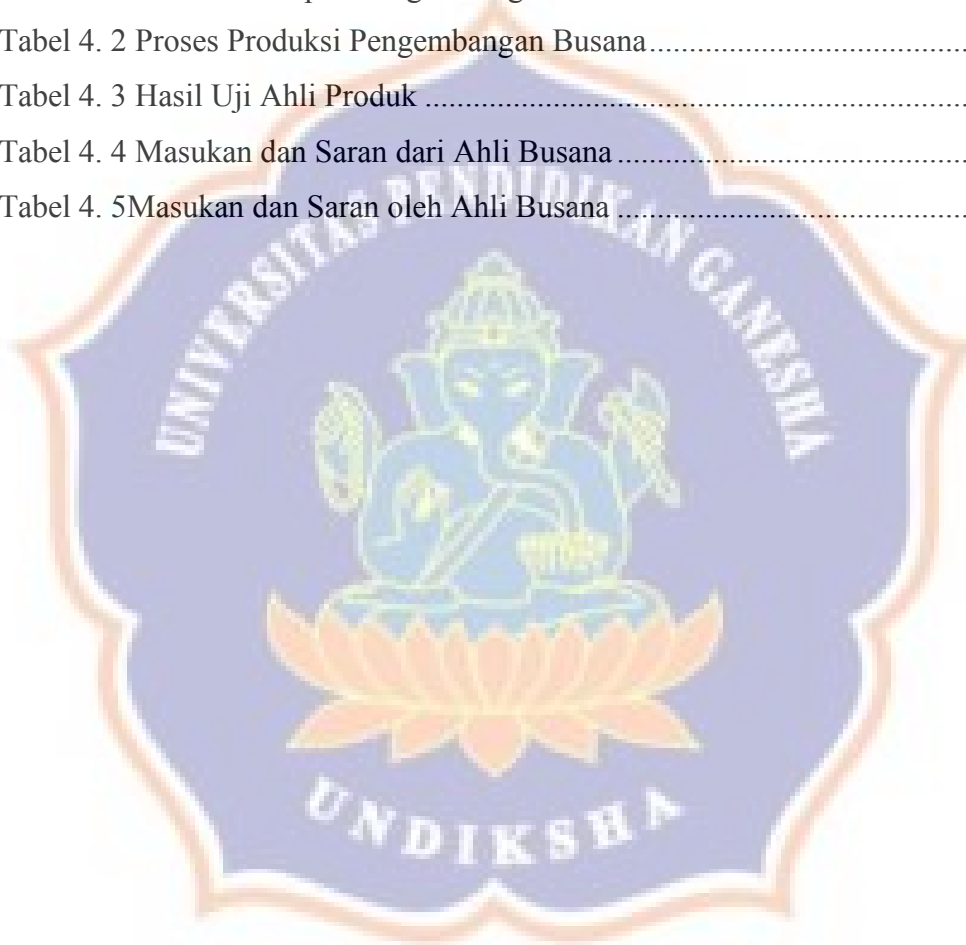 Tabel 4. 2 Proses Produksi Pengembangan Busana....................................
Tabel 4. 3 Hasil Uji Ahli Produk ....................................................................
Tabel 4. 4 Masukan dan Saran dari Ahli Busana ...........................................
Tabel 4. 5Masukan dan Saran oleh Ahli Busana ...........................................
UNIVERSITAS PENDIDIKAN GANESHA
UNDIKSHA